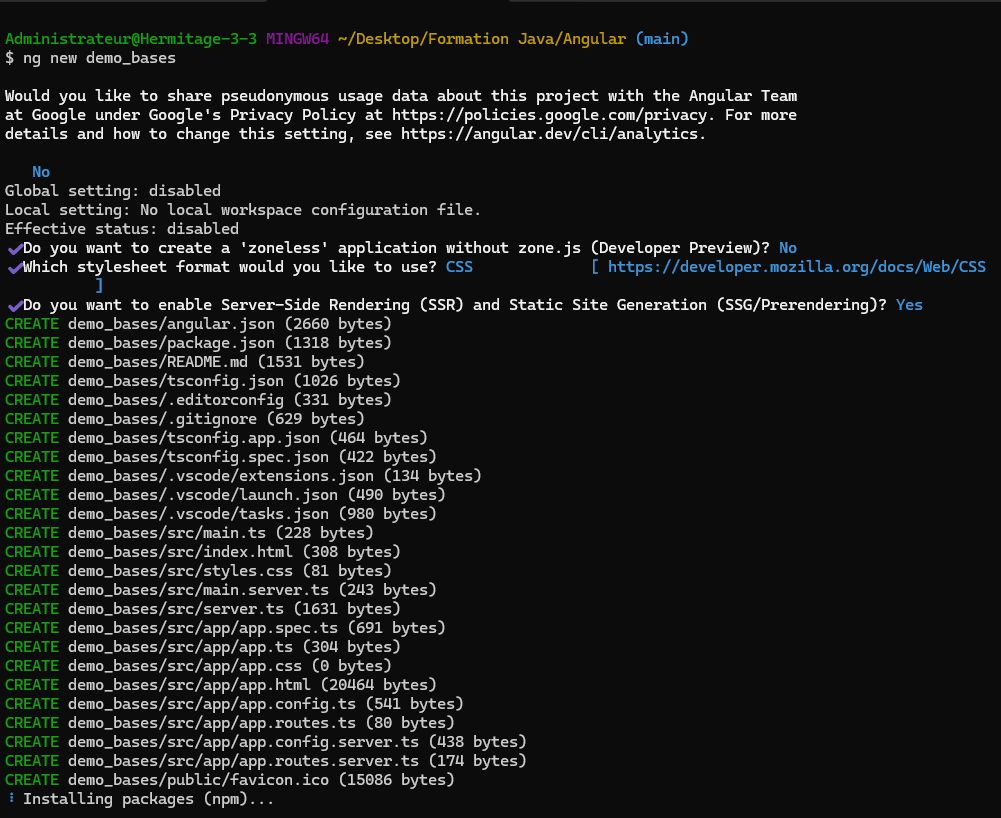 Administrateur@Hermitage-3-3 MINGW64 ~/Desktop/Formation Java/Angular (main)
$ ng new demo_bases
Would you like to share pseudonymous usage data about this project with the Angular Team
at Google under Google's Privacy Policy at https://policies.google.com/privacy. For more
details and how to change this setting, see https://angular.dev/cli/analytics.
No
Global setting: disabled
Local setting: No local workspace configuration file.
Effective status: disabled
✔Do you want to create a 'zoneless' application without zone.js (Developer Preview)? No
✔Which stylesheet format would you like to use? CSS [ https://developer.mozilla.org/docs/Web/CSS
]
✔Do you want to enable Server-Side Rendering (SSR) and Static Site Generation (SSG/Prerendering)? Yes
CREATE demo_bases/angular.json (2660 bytes)
CREATE demo_bases/package.json (1318 bytes)
CREATE demo_bases/README.md (1531 bytes)
CREATE demo_bases/tsconfig.json (1026 bytes)
CREATE demo_bases/.editorconfig (331 bytes)
CREATE demo_bases/.gitignore (629 bytes)
CREATE demo_bases/tsconfig.app.json (464 bytes)
CREATE demo_bases/tsconfig.spec.json (422 bytes)
CREATE demo_bases/.vscode/extensions.json (134 bytes)
CREATE demo_bases/.vscode/launch.json (490 bytes)
CREATE demo_bases/.vscode/tasks.json (980 bytes)
CREATE demo_bases/src/main.ts (228 bytes)
CREATE demo_bases/src/index.html (308 bytes)
CREATE demo_bases/src/styles.css (81 bytes)
CREATE demo_bases/src/main.server.ts (243 bytes)
CREATE demo_bases/src/server.ts (1631 bytes)
CREATE demo_bases/src/app/app.spec.ts (691 bytes)
CREATE demo_bases/src/app/app.ts (304 bytes)
CREATE demo_bases/src/app/app.css (0 bytes)
CREATE demo_bases/src/app/app.html (20464 bytes)
CREATE demo_bases/src/app/app.config.ts (541 bytes)
CREATE demo_bases/src/app/app.routes.ts (80 bytes)
CREATE demo_bases/src/app/app.config.server.ts (438 bytes)
CREATE demo_bases/src/app/app.routes.server.ts (174 bytes)
CREATE demo_bases/public/favicon.ico (15086 bytes)
⠸ Installing packages (npm)...